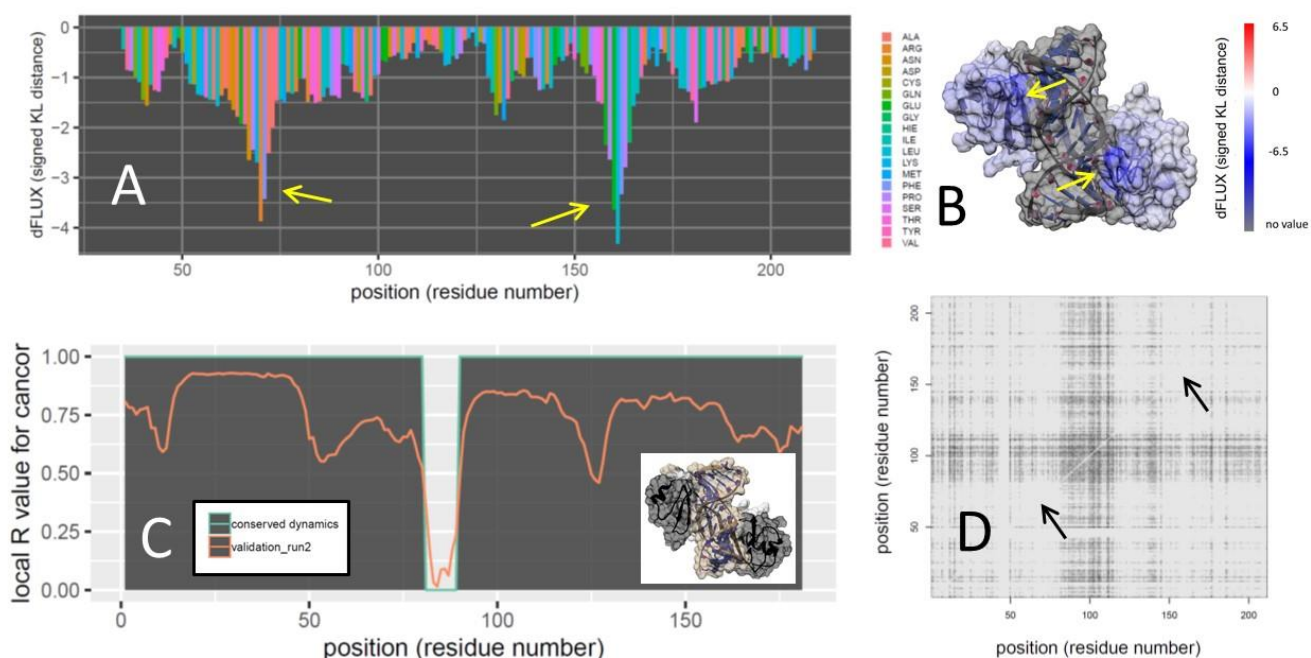 A
dFLUX (signed KL distance)
0
−1
−2
−3
−4
50
100
150
200
position (residue number)
ALA
ARG
ASN
ASP
CYS
GLN
GLU
GLY
HIE
ILE
LEU
LYS
MET
PHE
PRO
SER
THR
TYR
VAL
B
dFLUX (signed KL distance)
6.5
0
-6.5
no value
C
local R value for cancor
1.00
0.75
0.50
0.25
0.00
conserved dynamics
validation_run2
0
50
100
150
position (residue number)
D
position (residue number)
200
150
100
50
50
100
150
200
position (residue number)